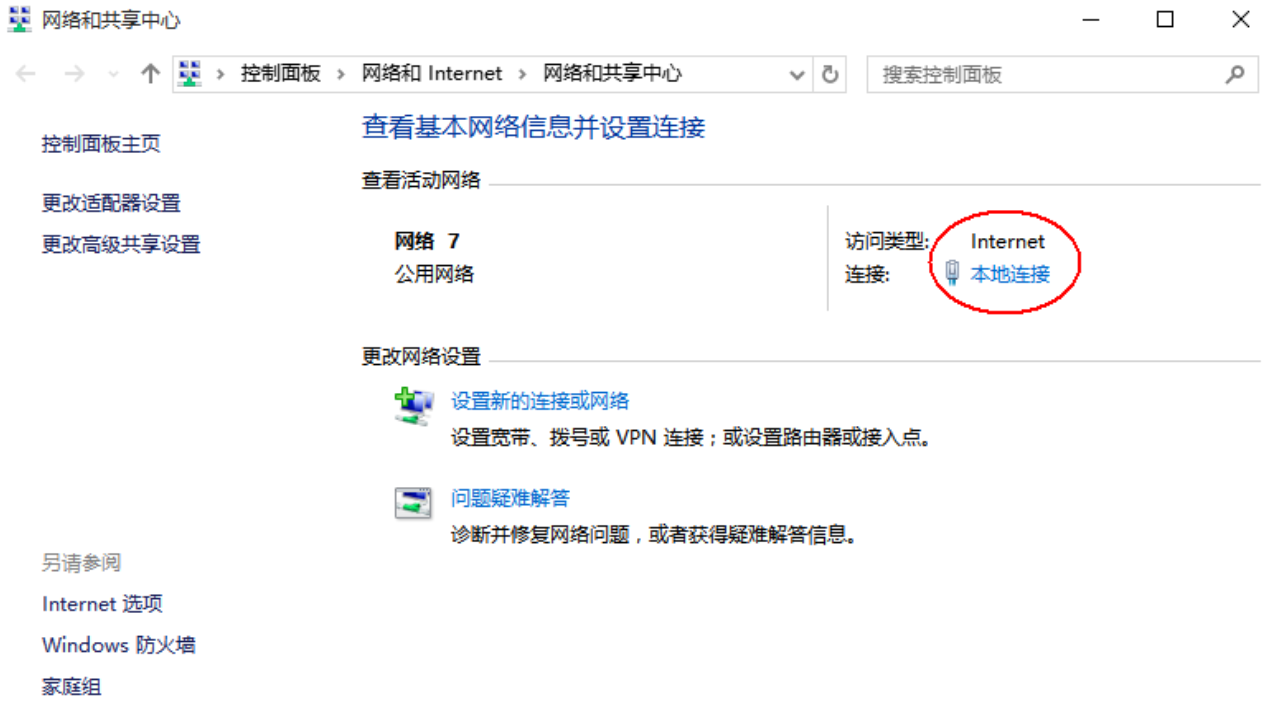 网络和共享中心
控制面板 > 网络和 Internet > 网络和共享中心
搜索控制面板
控制面板主页
更改适配器设置
更改高级共享设置
查看基本网络信息并设置连接
查看活动网络
网络 7
公用网络
访问类型: Internet
连接: 本地连接
更改网络设置
设置新的连接或网络
设置宽带、拨号或 VPN 连接；或设置路由器或接入点。
问题疑难解答
诊断并修复网络问题，或者获得疑难解答信息。
另请参阅
Internet 选项
Windows 防火墙
家庭组